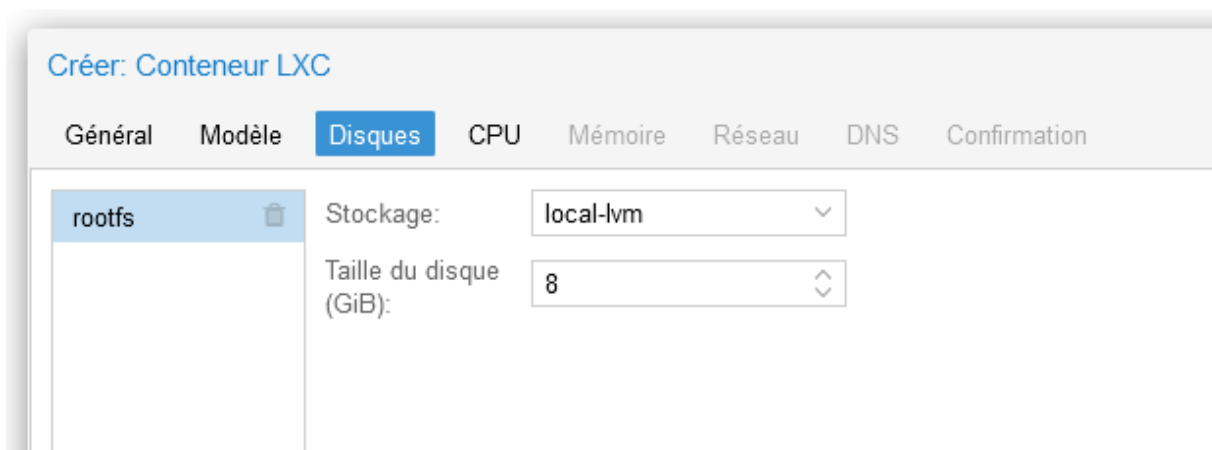 Créer: Conteneur LXC
Général Modèle Disques CPU Mémoire Réseau DNS Confirmation
rootfs Stockage: local-lvm
Taille du disque
(GiB): 8